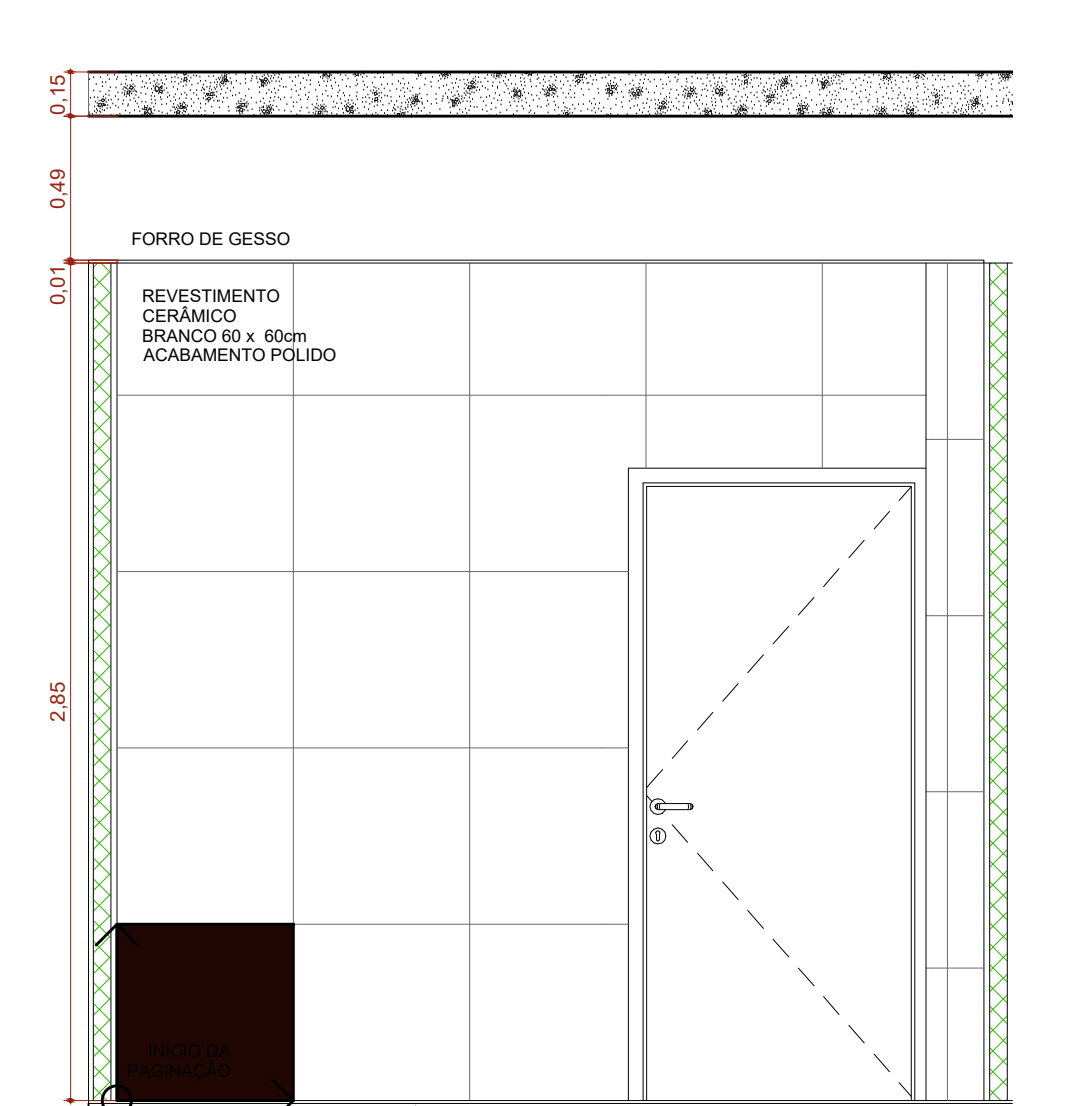 0,15
0,49
FORRO DE GESSO
0,01
REVESTIMENTO
CERÂMICO
BRANCO 60 x 60cm
ACABAMENTO POLIDO
2,85
INÍCIO DA
PAGINAÇÃO